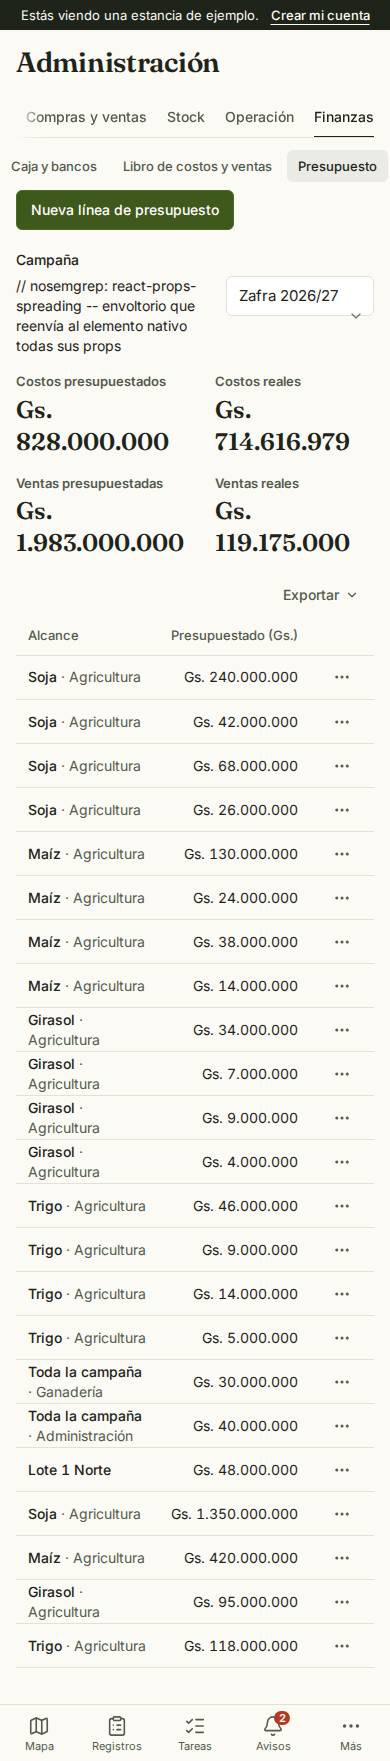 Estás viendo una estancia de ejemplo. Crear mi cuenta
Administración
Compras y ventas Stock Operación Finanzas
Caja y bancos Libro de costos y ventas Presupuesto
Nueva línea de presupuesto
Campaña
// nosemgrep: react-props-
spreading -- envoltorio que
reenvía al elemento nativo
todas sus props
Zafra 2026/27
Costos presupuestados Costos reales
Gs. Gs.
828.000.000 714.616.979
Ventas presupuestadas Ventas reales
Gs. Gs.
1.983.000.000 119.175.000
Exportar
Alcance Presupuestado (Gs.)
Soja · Agricultura Gs. 240.000.000
Soja · Agricultura Gs. 42.000.000
Soja · Agricultura Gs. 68.000.000
Soja · Agricultura Gs. 26.000.000
Maíz · Agricultura Gs. 130.000.000
Maíz · Agricultura Gs. 24.000.000
Maíz · Agricultura Gs. 38.000.000
Maíz · Agricultura Gs. 14.000.000
Girasol ·
Agricultura Gs. 34.000.000
Girasol ·
Agricultura Gs. 7.000.000
Girasol ·
Agricultura Gs. 9.000.000
Girasol ·
Agricultura Gs. 4.000.000
Trigo · Agricultura Gs. 46.000.000
Trigo · Agricultura Gs. 9.000.000
Trigo · Agricultura Gs. 14.000.000
Trigo · Agricultura Gs. 5.000.000
Toda la campaña
· Ganadería Gs. 30.000.000
Toda la campaña
· Administración Gs. 40.000.000
Lote 1 Norte Gs. 48.000.000
Soja · Agricultura Gs. 1.350.000.000
Maíz · Agricultura Gs. 420.000.000
Girasol ·
Agricultura Gs. 95.000.000
Trigo · Agricultura Gs. 118.000.000
2
Mapa Registros Tareas Avisos Más